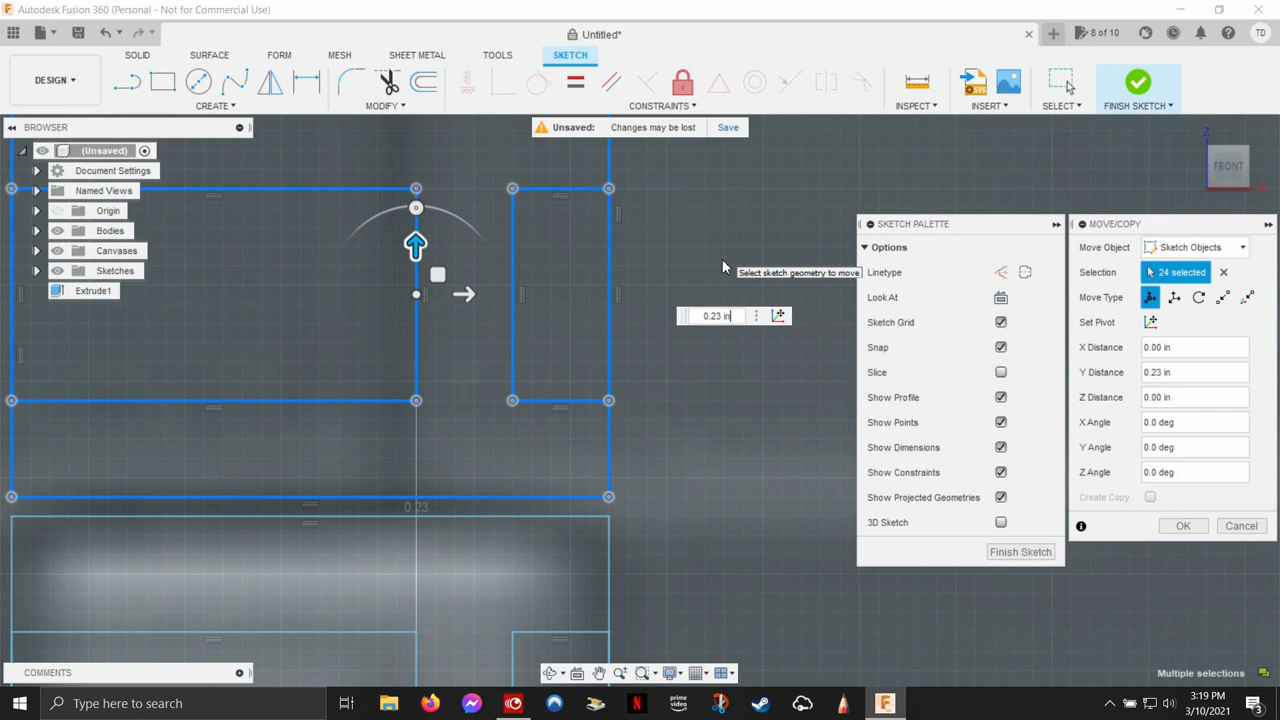 Autodesk Fusion 360 (Personal - Not for Commercial Use)
Untitled*
8 of 10
TD
DESIGN
SOLID SURFACE FORM MESH SHEET METAL TOOLS SKETCH
CREATE MODIFY CONSTRAINTS INSPECT INSERT SELECT FINISH SKETCH
SVG
BROWSER
Unsaved: Changes may be lost Save
(Unsaved)
Document Settings
Named Views
Origin
Bodies
Canvases
Sketches
Extrude1
Z
FRONT
Select sketch geometry to move
0.23 in
0.23
SKETCH PALETTE
Options
Linetype
Look At
Sketch Grid
Snap
Slice
Show Profile
Show Points
Show Dimensions
Show Constraints
Show Projected Geometries
3D Sketch
Finish Sketch
MOVE/COPY
Move Object Sketch Objects
Selection 24 selected
Move Type
Set Pivot
X Distance 0.00 in
Y Distance 0.23 in
Z Distance 0.00 in
X Angle 0.0 deg
Y Angle 0.0 deg
Z Angle 0.0 deg
Create Copy
OK Cancel
COMMENTS
Multiple selections
Type here to search
prime video
3:19 PM
3/10/2021
3